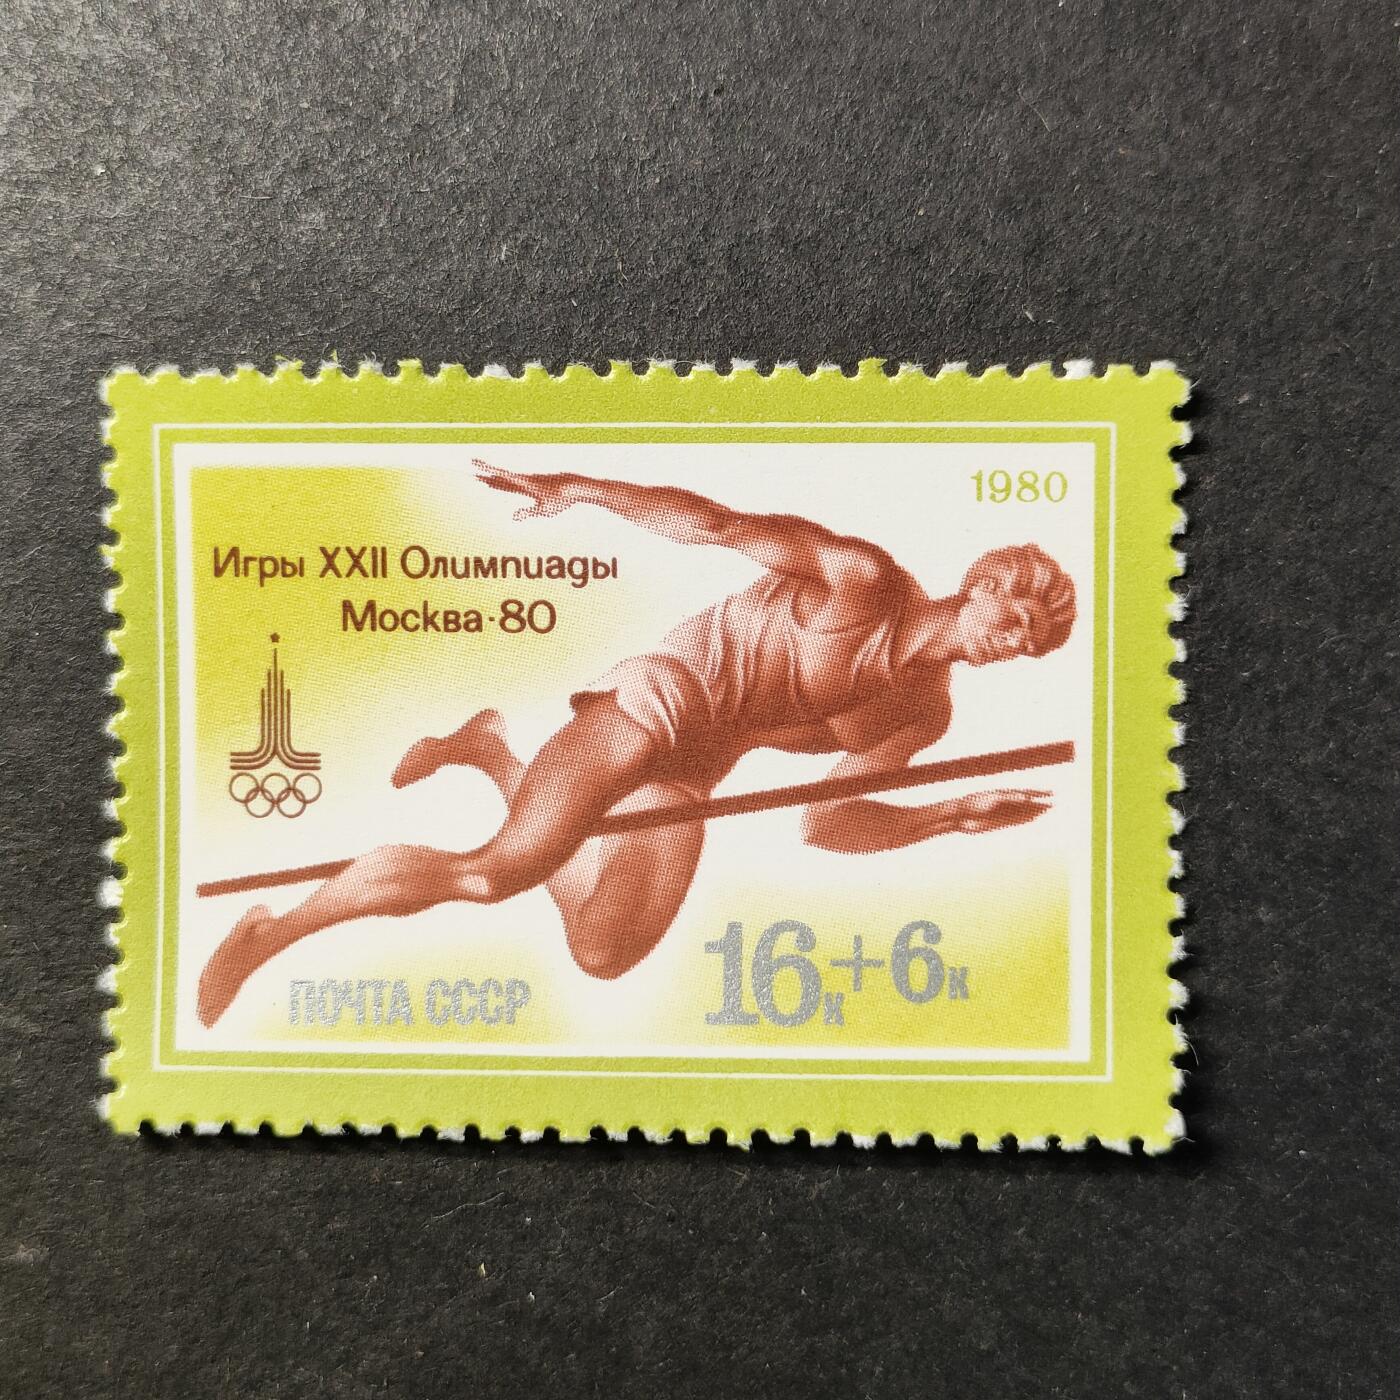 1980
Игры XXII Олимпиады
Москва·80
ПОЧТА СССР
16к+6к